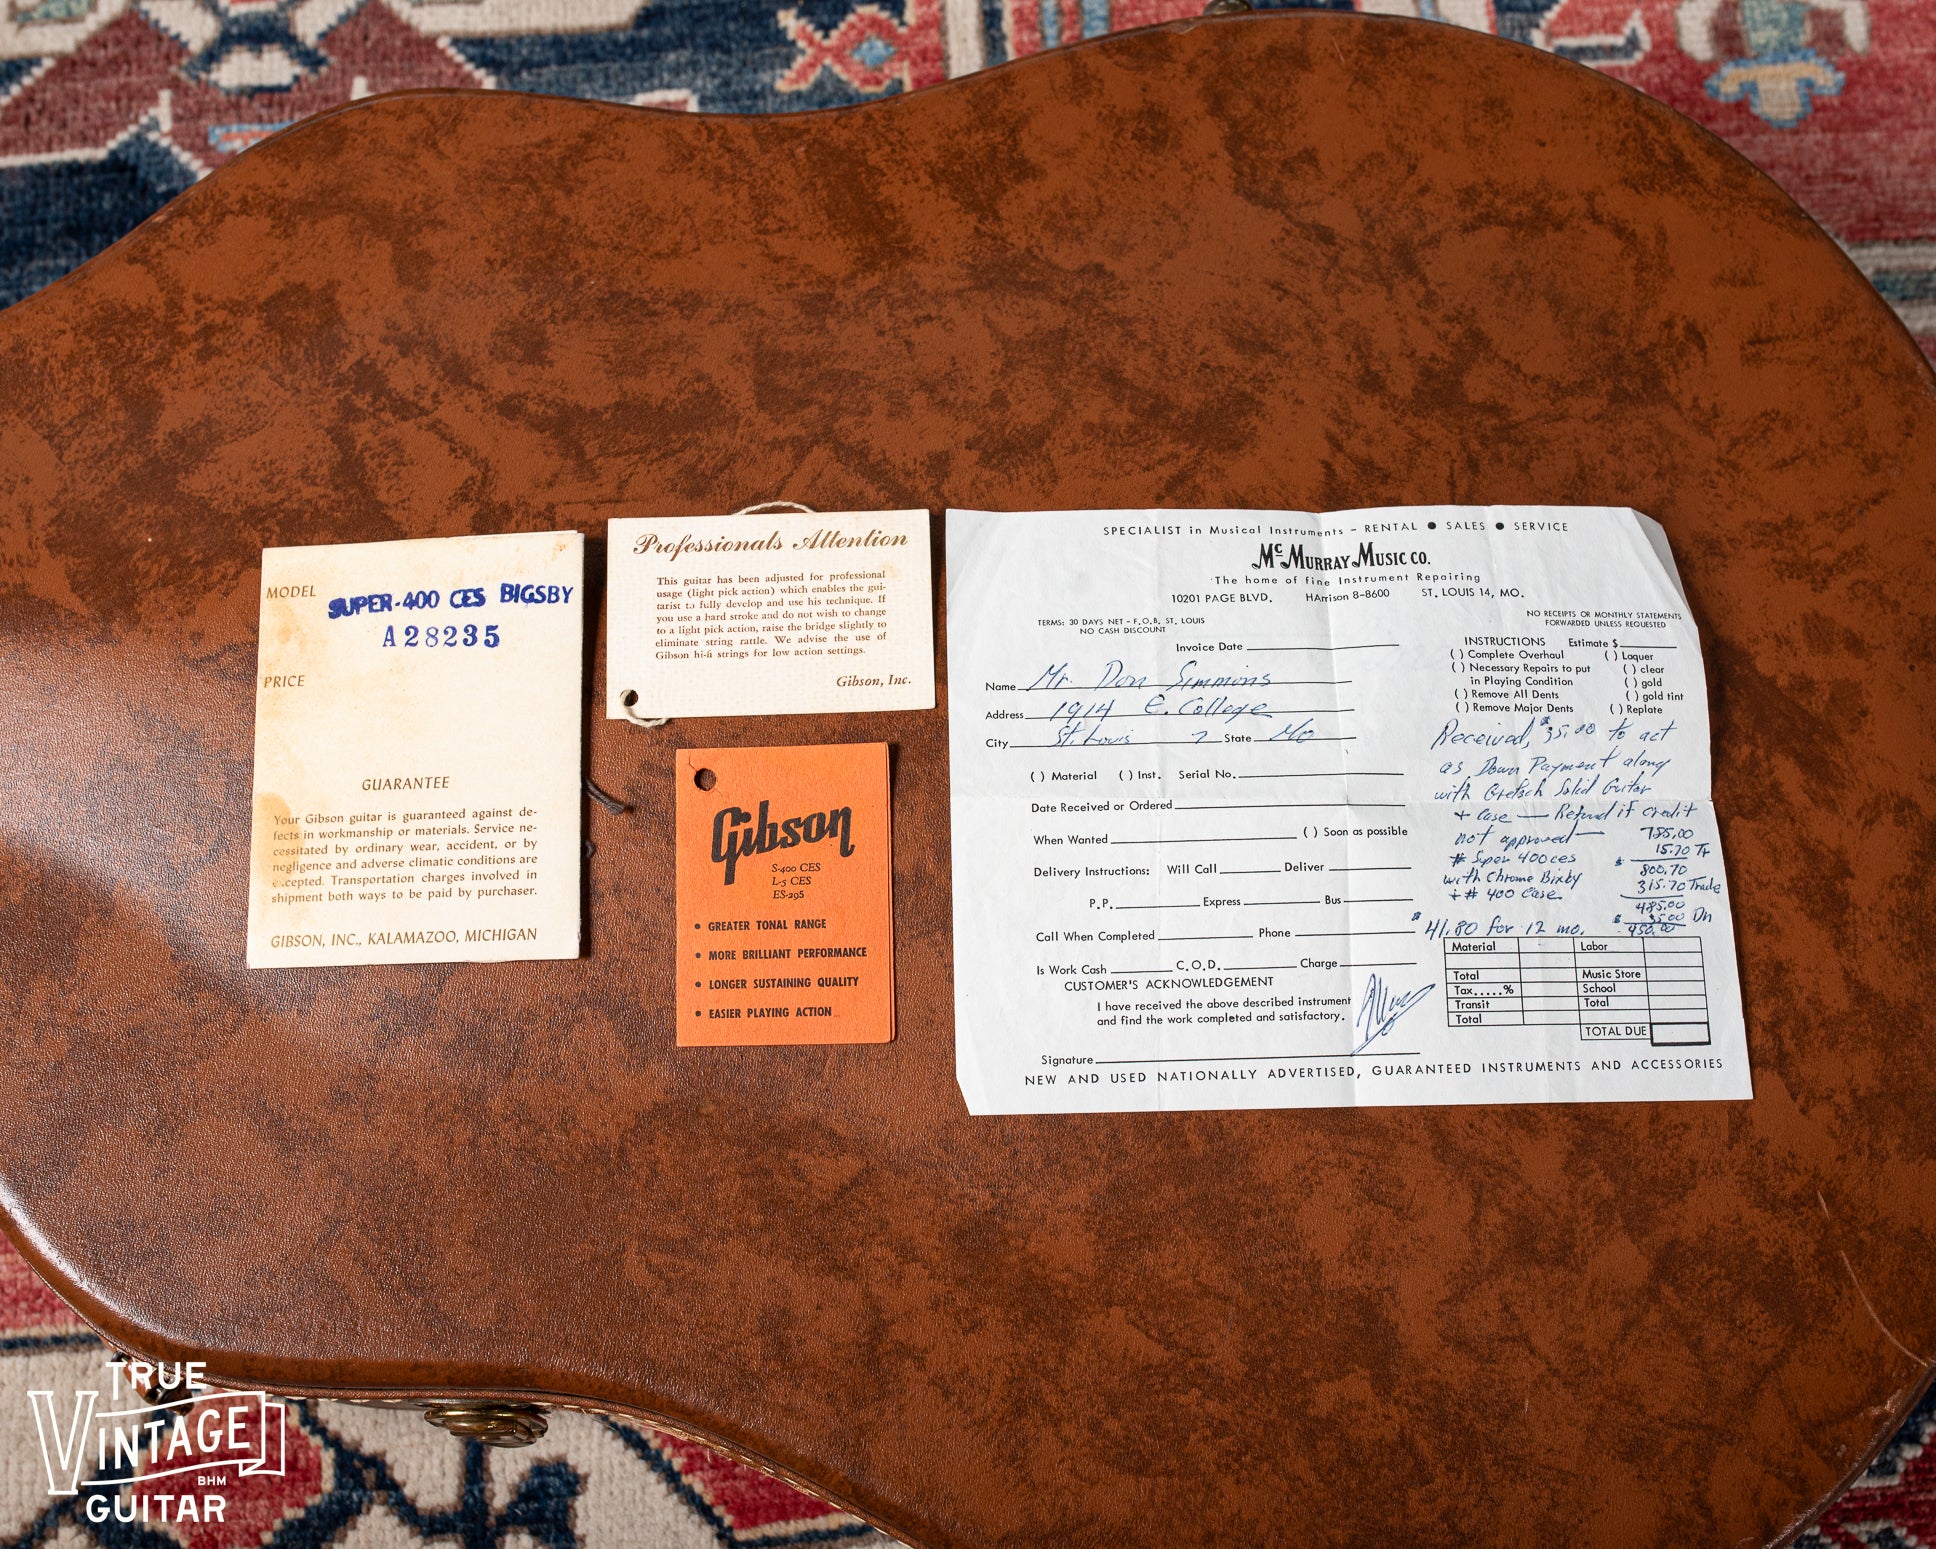 MODEL
SUPER-400 CES BIGSBY
A28235
PRICE
GUARANTEE
Your Gibson guitar is guaranteed against de-
fects in workmanship or materials. Service ne-
cessitated by ordinary wear, accident, or by
negligence and adverse climatic conditions are
excepted. Transportation charges involved in
shipment both ways to be paid by purchaser.
GIBSON, INC., KALAMAZOO, MICHIGAN
Professionals Attention
This guitar has been adjusted for professional
usage (light pick action) which enables the gui-
tarist to fully develop and use his technique. If
you use a hard stroke and do not wish to change
to a light pick action, raise the bridge slightly to
eliminate string rattle. We advise the use of
Gibson hi-fi strings for low action settings.
Gibson, Inc.
Gibson
S-400 CES
L-5 CES
ES-295
• GREATER TONAL RANGE
• MORE BRILLIANT PERFORMANCE
• LONGER SUSTAINING QUALITY
• EASIER PLAYING ACTION
SPECIALIST in Musical Instruments - RENTAL ● SALES ● SERVICE
McMURRAY MUSIC CO.
The home of fine Instrument Repairing
10201 PAGE BLVD. HArrison 8-8600 ST. LOUIS 14, MO.
TERMS: 30 DAYS NET - F.O.B. ST. LOUIS
NO CASH DISCOUNT
NO RECEIPTS OR MONTHLY STATEMENTS
FORWARDED UNLESS REQUESTED
Invoice Date
Name Mr. Don Simmons
Address 1914 E. College
City St. Louis 7 State Mo
( ) Material ( ) Inst. Serial No.
Date Received or Ordered
When Wanted ( ) Soon as possible
Delivery Instructions: Will Call Deliver
P.P. Express Bus
Call When Completed Phone
Is Work Cash C.O.D. Charge
CUSTOMER'S ACKNOWLEDGEMENT
I have received the above described instrument
and find the work completed and satisfactory.
Signature
INSTRUCTIONS Estimate $
( ) Complete Overhaul ( ) Laquer
( ) Necessary Repairs to put ( ) clear
in Playing Condition ( ) gold
( ) Remove All Dents ( ) gold tint
( ) Remove Major Dents ( ) Replate
Received, $35.00 to act
as Down Payment along
with Gretsch Solid Guitar
+ Case — Refund if credit
not approved — 785.00
# Super 400ces 15.70 Tx
with Chrome Bixby $ 800.70
+ # 400 Case 315.70 Trade
485.00
$ 35.00 Dn
$41.80 for 12 mo. 450.00
Material Labor
Total Music Store
Tax.....% School
Transit Total
Total
TOTAL DUE
NEW AND USED NATIONALLY ADVERTISED, GUARANTEED INSTRUMENTS AND ACCESSORIES
TRUE
VINTAGE
BHM
GUITAR